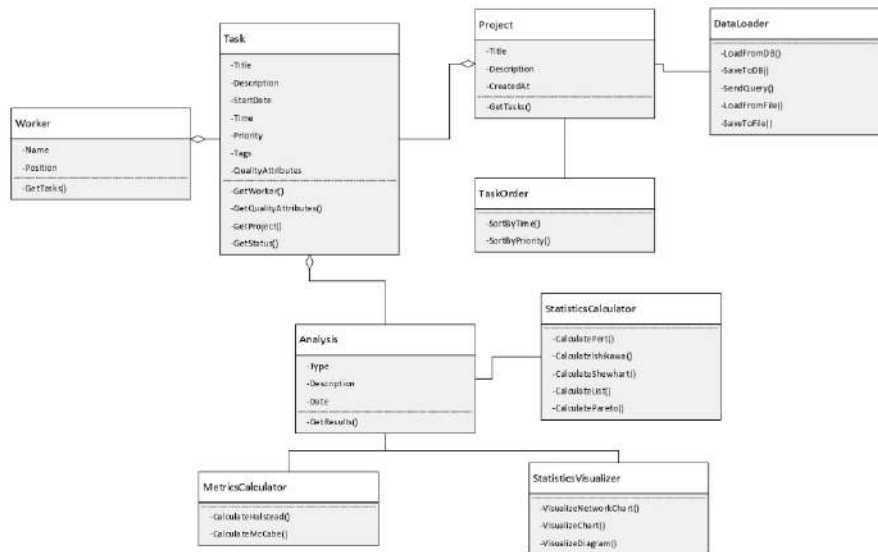 Task
-Title
-Description
-StartDate
-Time
-Priority
-Tags
-QualityAttributes
-GetWorker()
-GetQualityAttributes()
-GetProject()
-GetStatus()
Project
-Title
-Description
-CreatedAt
-GetTasks()
DataLoader
-LoadFromDB()
-SaveToDB()
-SendQuery()
-LoadFromFile()
-SaveToFile()
Worker
-Name
-Position
-GetTasks()
TaskOrder
-SortByTime()
-SortByPriority()
Analysis
-Type
-Description
-Date
-GetResults()
StatisticsCalculator
-CalculatePert()
-CalculateIshikawa()
-CalculateShewhart()
-CalculateList()
-CalculatePareto()
MetricsCalculator
-CalculateHalstead()
-CalculateMcCabe()
StatisticsVisualizer
-VisualizeNetworkChart()
-VisualizeChart()
-VisualizeDiagram()